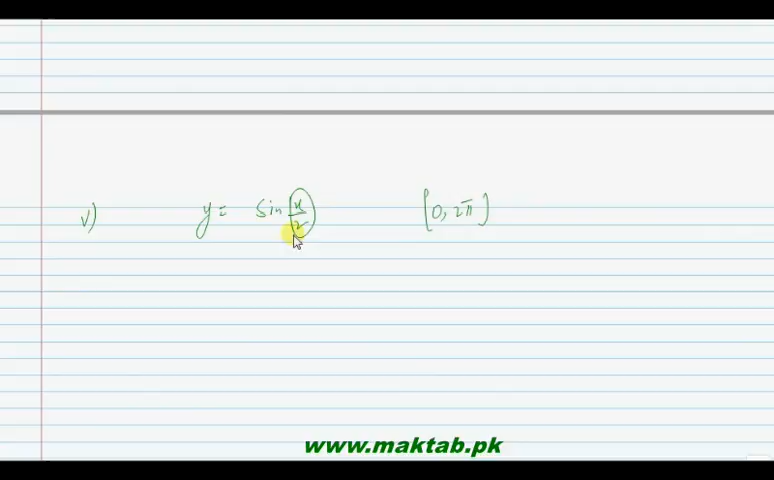 v) y = sin(x/2) [0, 2π]
www.maktab.pk